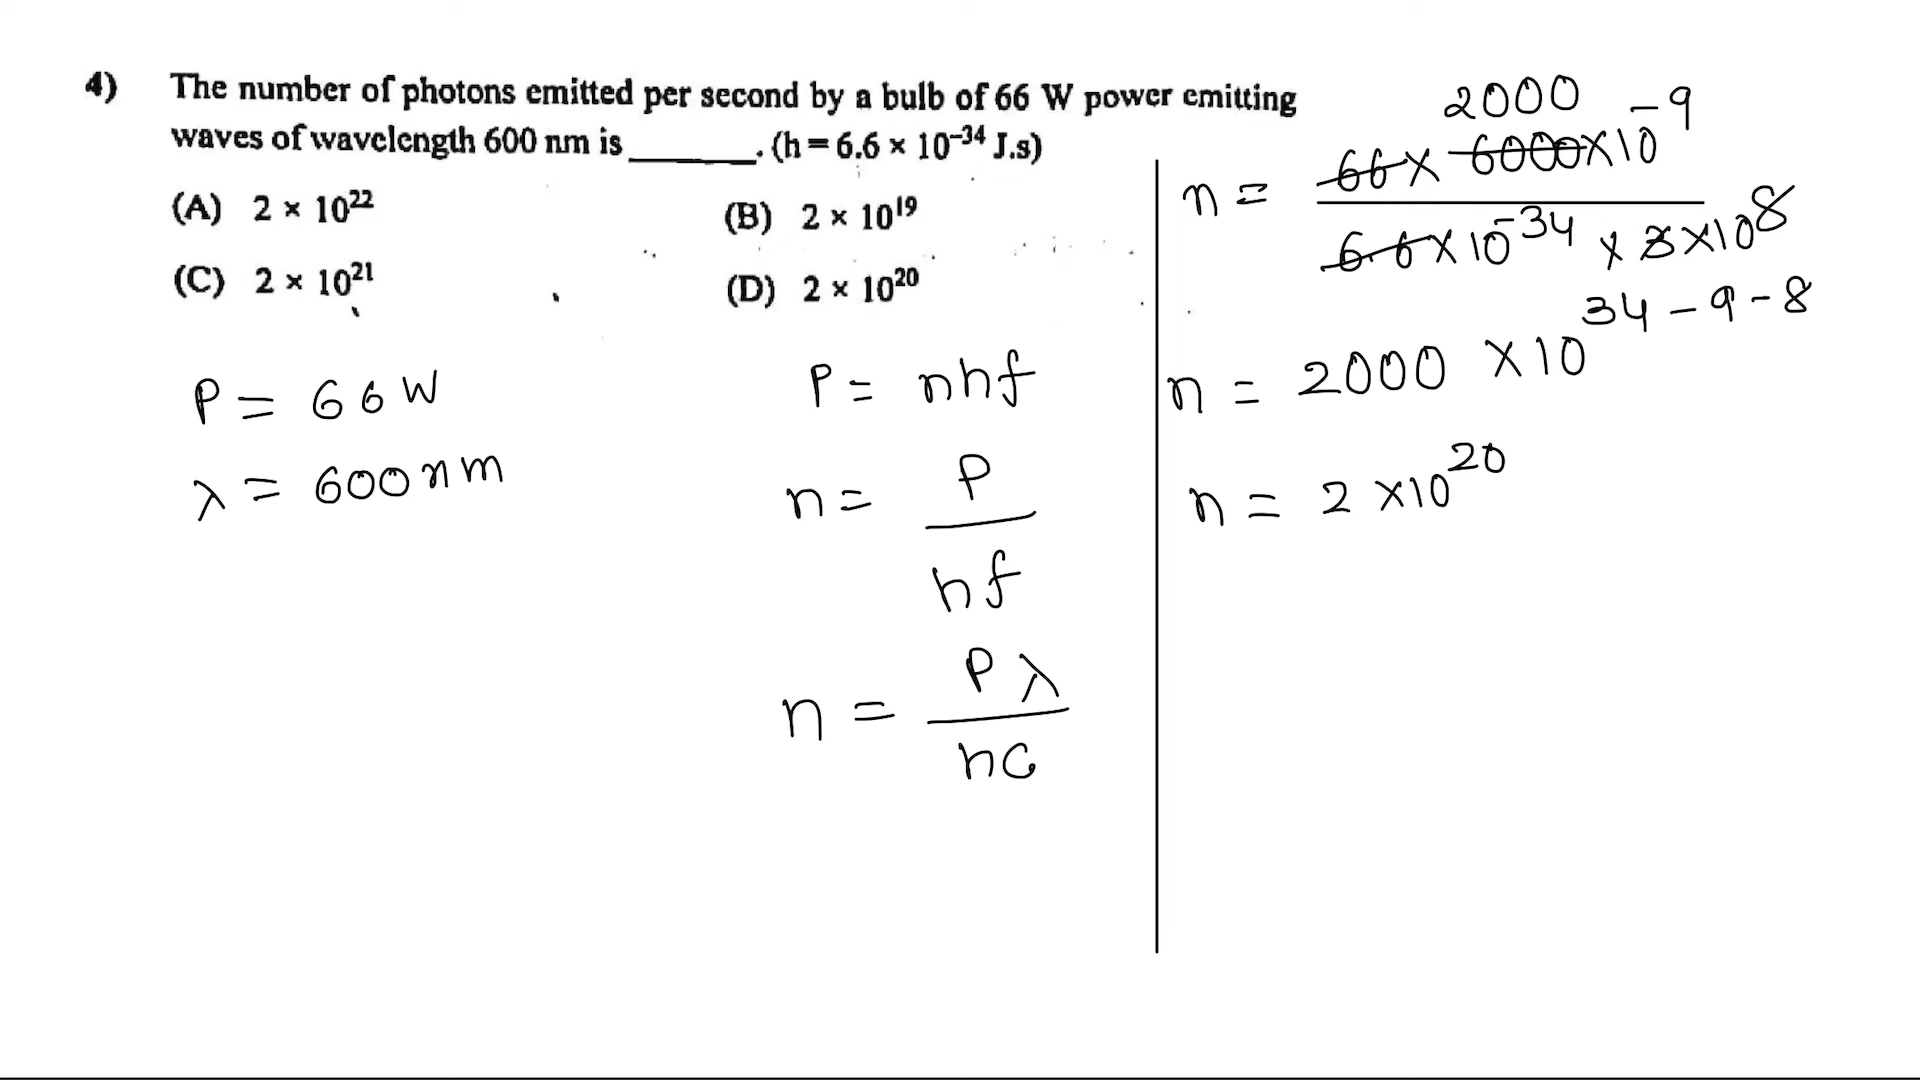 4) The number of photons emitted per second by a bulb of 66 W power emitting
waves of wavelength 600 nm is ______. (h = 6.6 × 10⁻³⁴ J.s)
(A) 2 × 10²² (B) 2 × 10¹⁹
(C) 2 × 10²¹ (D) 2 × 10²⁰
P = 66 W
λ = 600 nm
P = nhf
n = P
hf
n = Pλ
hc
2000
n = 66 × 6000 × 10⁻⁹
6.6 × 10⁻³⁴ × 3 × 10⁸
n = 2000 × 10³⁴⁻⁹⁻⁸
n = 2 × 10²⁰